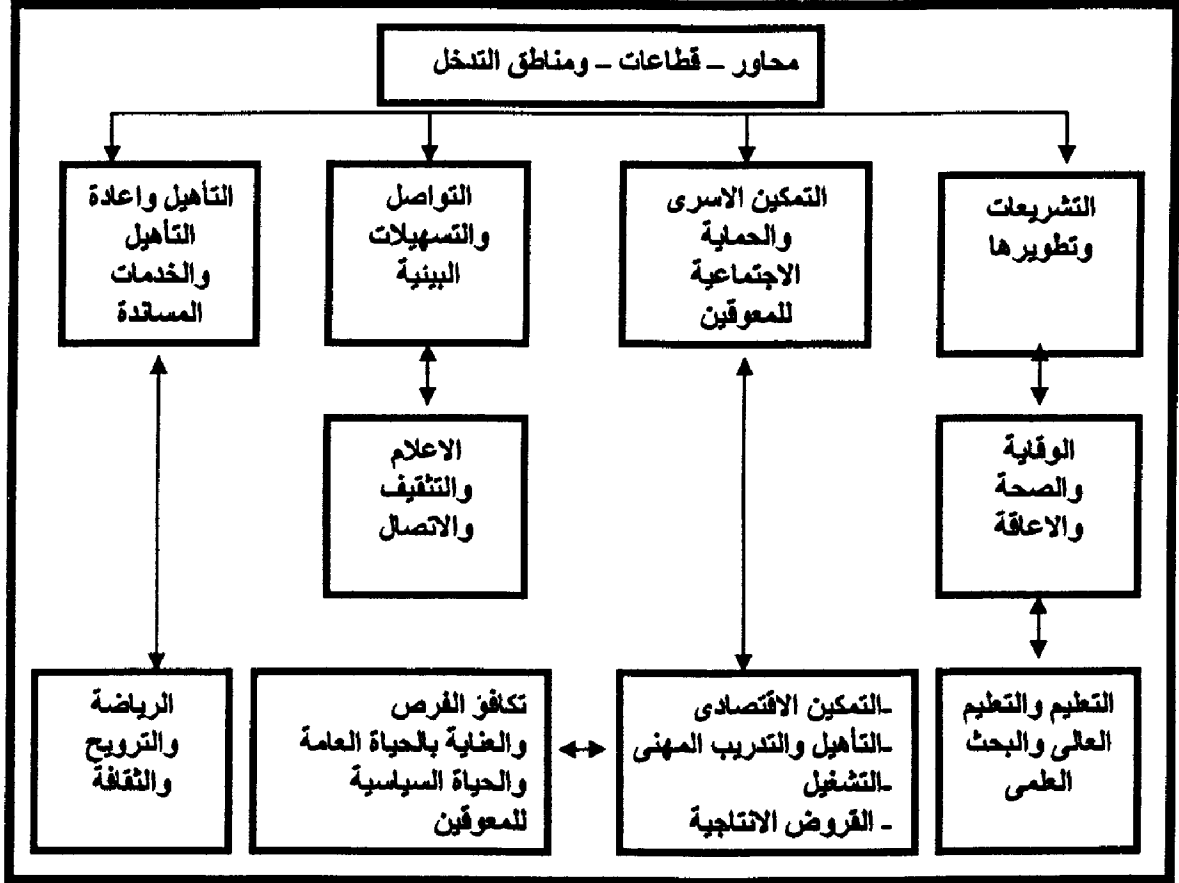 محاور – قطاعات – ومناطق التدخل
التشريعات
وتطويرها
التمكين الاسرى
والحماية
الاجتماعية
للمعوقين
التواصل
والتسهيلات
البينية
التأهيل واعادة
التأهيل
والخدمات
المساندة
الوقاية
والصحة
والاعاقة
الاعلام
والتثقيف
والاتصال
التعليم والتعليم
العالى والبحث
العلمى
-التمكين الاقتصادى
-التأهيل والتدريب المهنى
-التشغيل
- القروض الانتاجية
تكافؤ الفرص
والعناية بالحياة العامة
والحياة السياسية
للمعوقين
الرياضة
والترويح
والثقافة